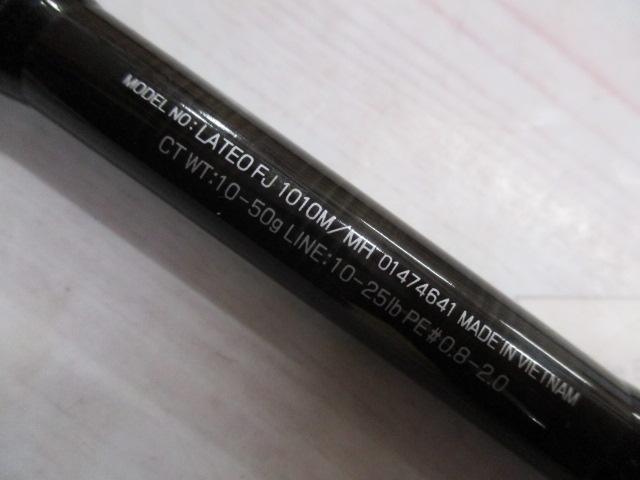 MODEL NO: LATEO FJ 1010M/MH 01474641 MADE IN VIETNAM
CT WT:10-50g LINE:10-25lb PE#0.8-2.0